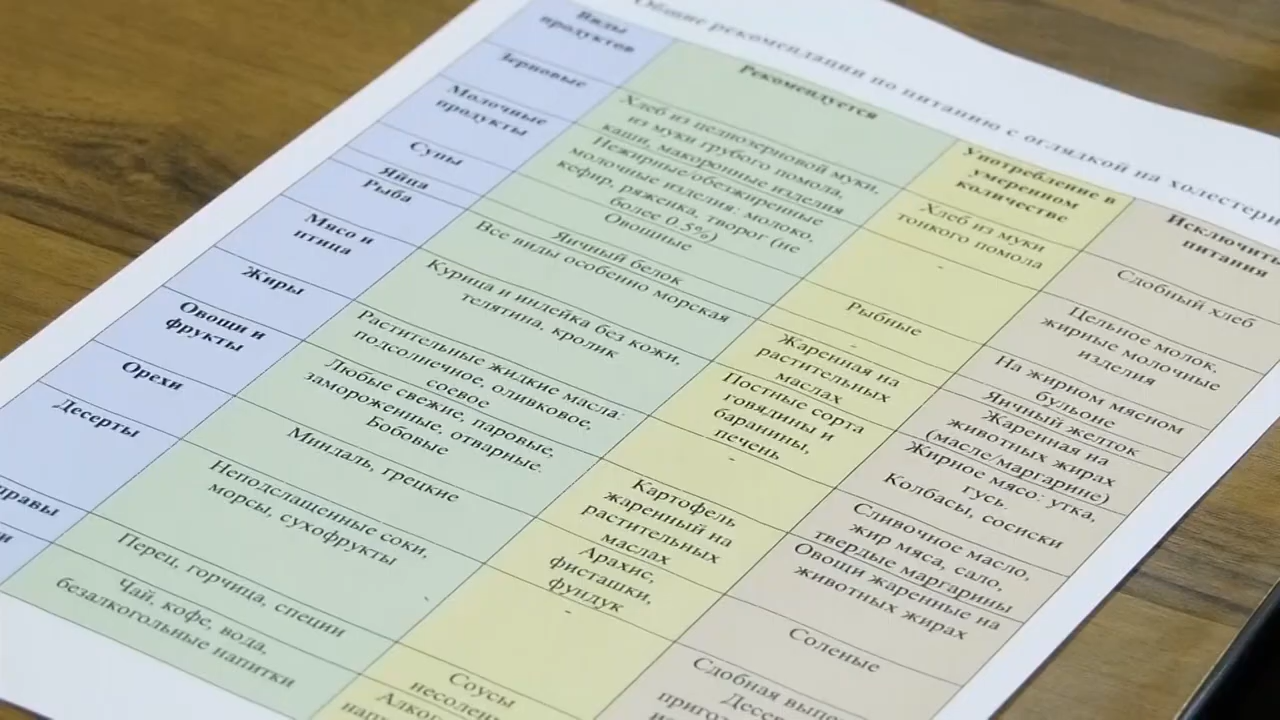 Общие рекомендации по питанию с оглядкой на холестерин
Виды
продуктов
Рекомендуется
Употребление в
умеренном
количестве
Исключить
питания
Зерновые
Хлеб из цельнозерновой муки,
из муки грубого помола,
каши, макаронные изделия
Хлеб из муки
тонкого помола
Сдобный хлеб
Молочные
продукты
Нежирные/обезжиренные
молочные изделия: молоко,
кефир, ряженка, творог (не
более 0.5%)
-
Цельное молоко,
жирные молочные
изделия
Супы
Овощные
Рыбные
На жирном мясном
бульоне
Яйца
Яичный белок
-
Яичный желток
Рыба
Все виды особенно морская
Жаренная на
растительных
маслах
Жаренная на
животных жирах
(масле/маргарине)
Мясо и
птица
Курица и индейка без кожи,
телятина, кролик
Постные сорта
говядины и
баранины,
печень
Жирное мясо: утка,
гусь.
Колбасы, сосиски
Жиры
Растительные жидкие масла:
подсолнечное, оливковое,
соевое
-
Сливочное масло,
жир мяса, сало,
твердые маргарины
Овощи и
фрукты
Любые свежие, паровые,
замороженные, отварные.
Бобовые
Картофель
жаренный на
растительных
маслах
Овощи жаренные на
животных жирах
Орехи
Миндаль, грецкие
Арахис,
фисташки,
фундук
Соленые
Десерты
Неподслащенные соки,
морсы, сухофрукты
-
Сдобная выпе
Десер
пригот
правы
Перец, горчица, специи
Соусы
несолены
ки
Чай, кофе, вода,
безалкогольные напитки
Алкого